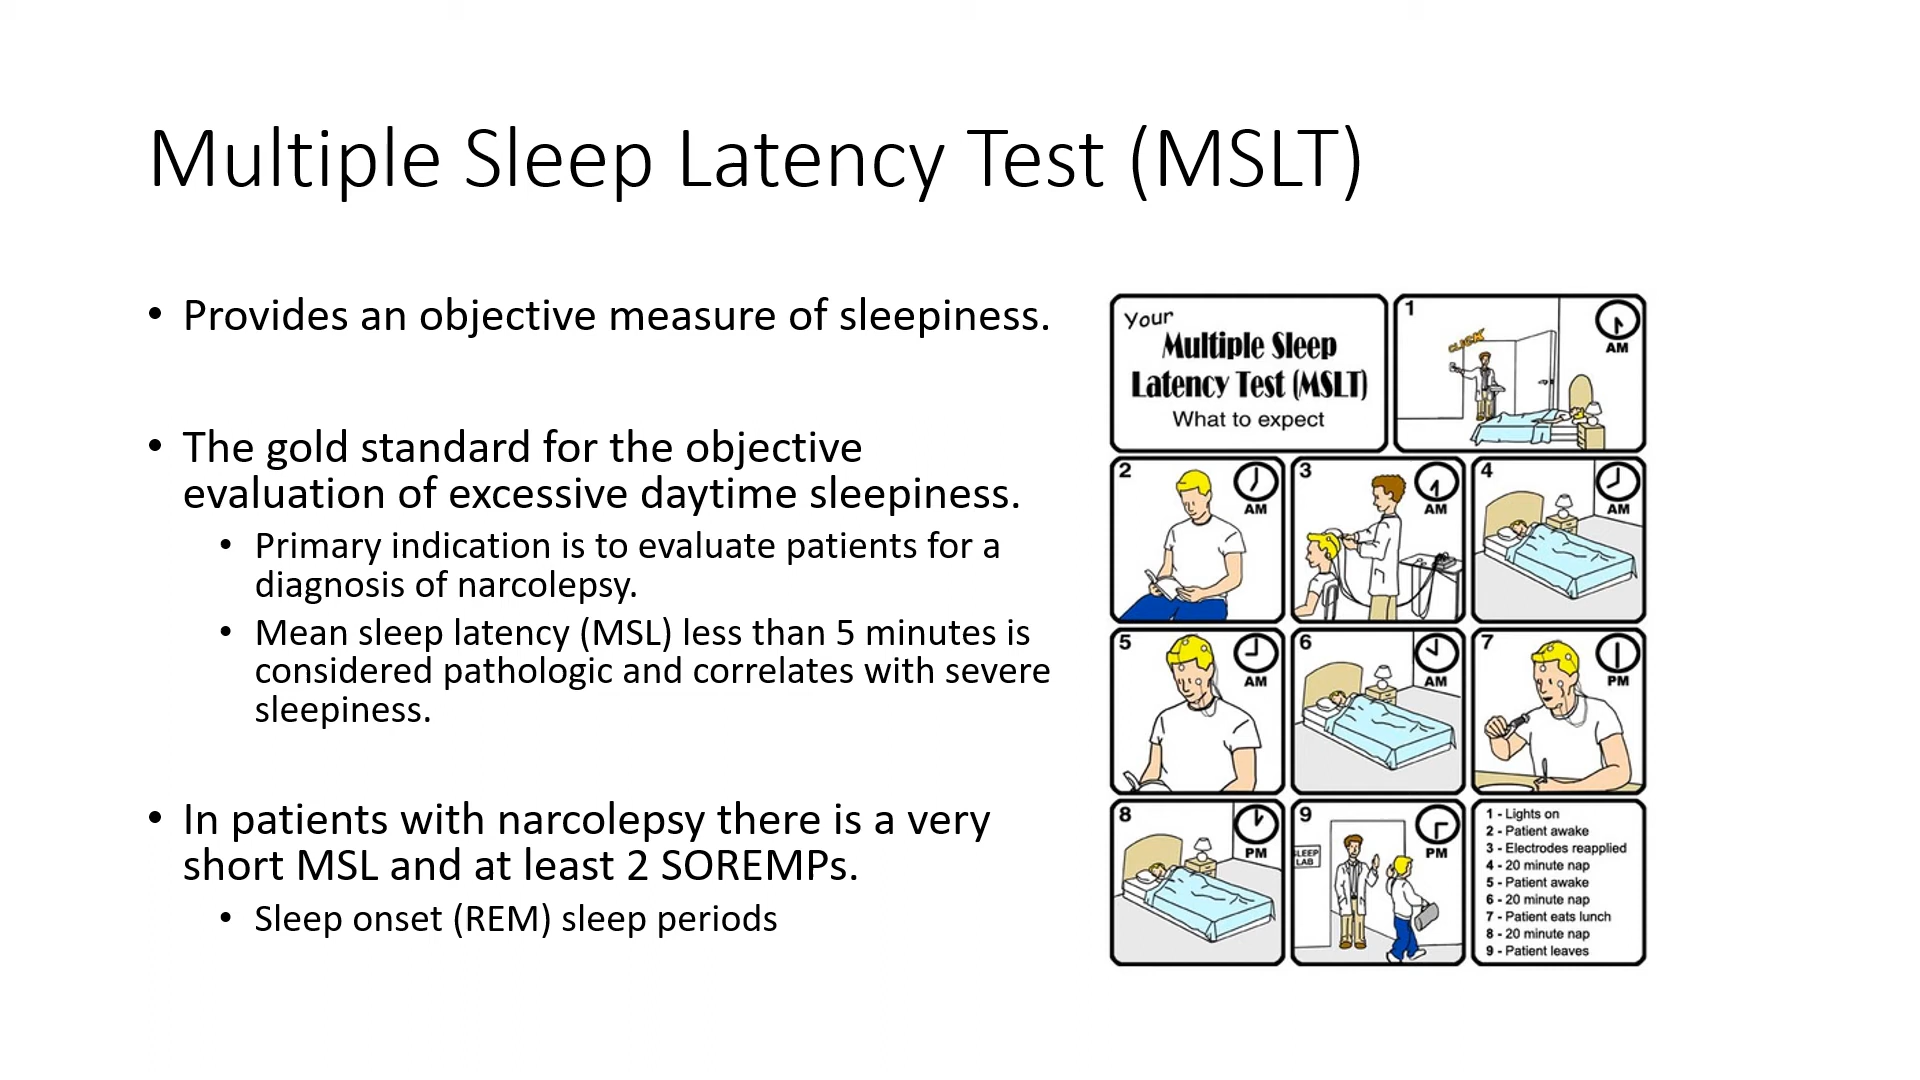 Multiple Sleep Latency Test (MSLT)
• Provides an objective measure of sleepiness.
• The gold standard for the objective
evaluation of excessive daytime sleepiness.
• Primary indication is to evaluate patients for a
diagnosis of narcolepsy.
• Mean sleep latency (MSL) less than 5 minutes is
considered pathologic and correlates with severe
sleepiness.
• In patients with narcolepsy there is a very
short MSL and at least 2 SOREMPs.
• Sleep onset (REM) sleep periods
Your
Multiple Sleep
Latency Test (MSLT)
What to expect
1
CLICK
AM
2
AM
3
AM
4
AM
5
AM
6
AM
7
PM
8
PM
9
SLEEP
LAB
PM
1 - Lights on
2 - Patient awake
3 - Electrodes reapplied
4 - 20 minute nap
5 - Patient awake
6 - 20 minute nap
7 - Patient eats lunch
8 - 20 minute nap
9 - Patient leaves